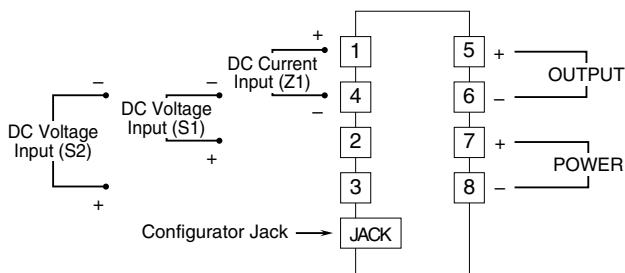 +
DC Current
Input (Z1)
–
–
DC Voltage
Input (S1)
+
–
DC Voltage
Input (S2)
+
Configurator Jack
1
4
2
3
JACK
5
6
7
8
+
OUTPUT
–
+
POWER
–